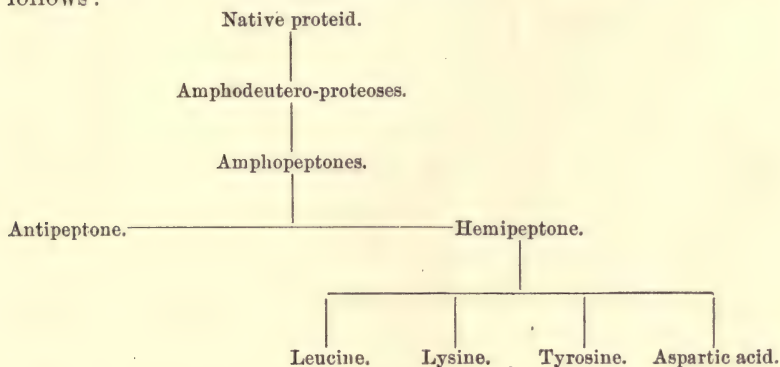 follows:
Native proteid.
Amphodeutero-proteoses.
Amphopeptones.
Antipeptone. Hemipeptone.
Leucine. Lysine. Tyrosine. Aspartic acid.